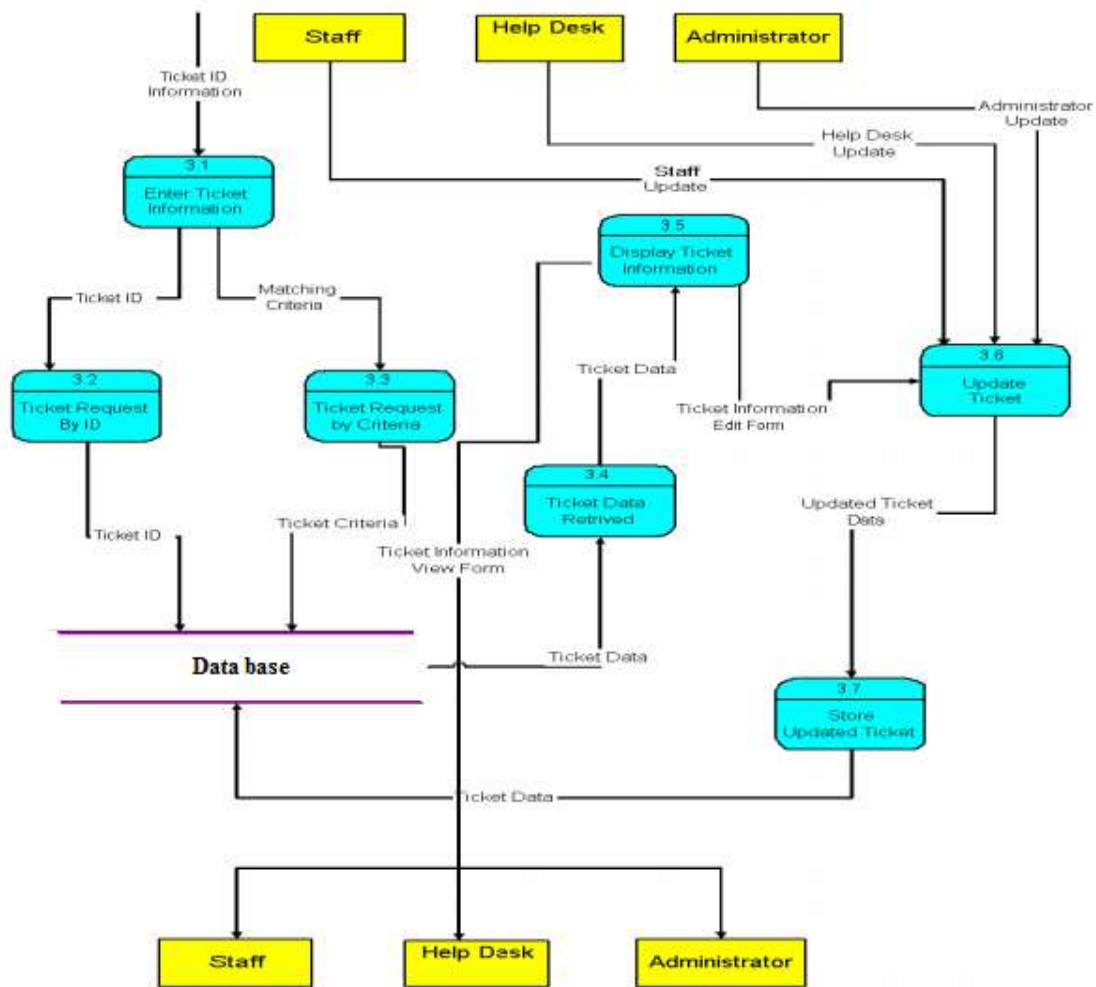 Staff
Help Desk
Administrator
Ticket ID
Information
Administrator
Update
Help Desk
Update
Staff
Update
3.1
Enter Ticket
Information
3.5
Display Ticket
Information
Ticket ID
Matching
Criteria
3.2
Ticket Request
By ID
3.3
Ticket Request
by Criteria
Ticket Data
3.6
Update
Ticket
Ticket Information
Edit Form
3.4
Ticket Data
Retrived
Updated Ticket
Data
Ticket ID
Ticket Criteria
Ticket Information
View Form
Data base
Ticket Data
3.7
Store
Updated Ticket
Ticket Data
Staff
Help Desk
Administrator